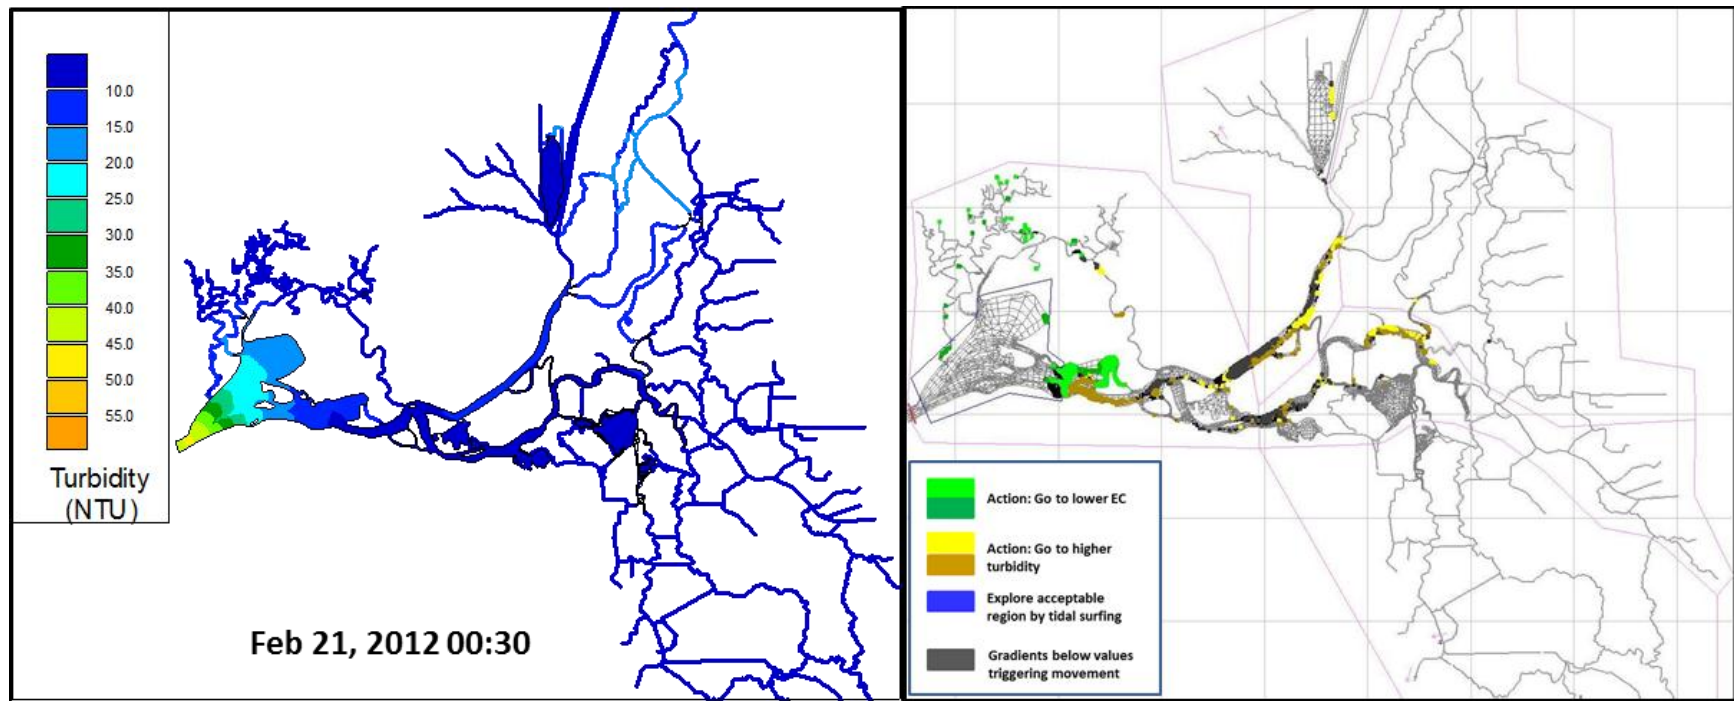 10.0
15.0
20.0
25.0
30.0
35.0
40.0
45.0
50.0
55.0
Turbidity
(NTU)
Feb 21, 2012 00:30
Action: Go to lower EC
Action: Go to higher
turbidity
Explore acceptable
region by tidal surfing
Gradients below values
triggering movement